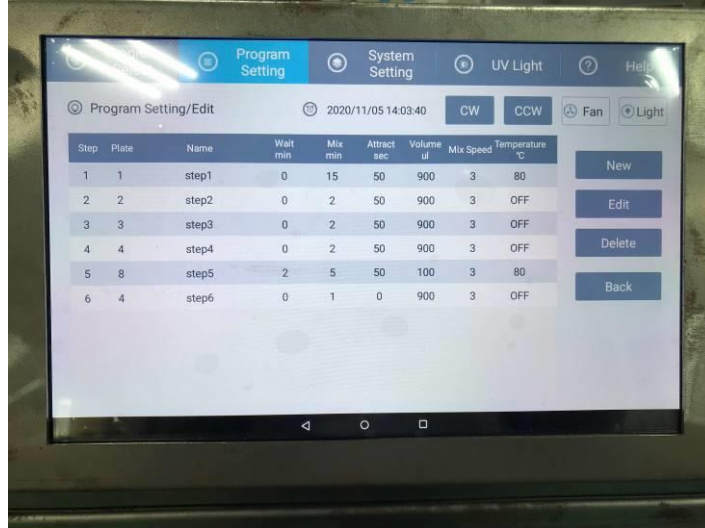 Program Setting
System Setting
UV Light
Help
Program Setting/Edit
2020/11/05 14:03:40
CW
CCW
Fan
Light
Step Plate Name Wait min Mix min Attract sec Volume ul Mix Speed Temperature °C
1 1 step1 0 15 50 900 3 80
2 2 step2 0 2 50 900 3 OFF
3 3 step3 0 2 50 900 3 OFF
4 4 step4 0 2 50 900 3 OFF
5 8 step5 2 5 50 100 3 80
6 4 step6 0 1 0 900 3 OFF
New
Edit
Delete
Back